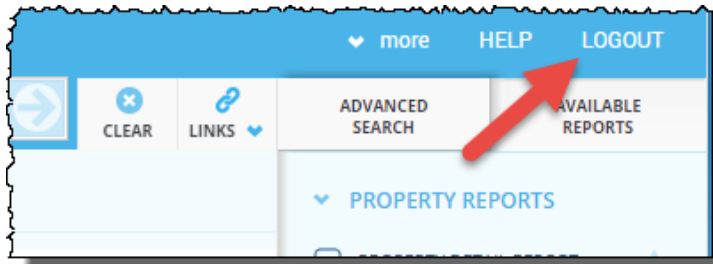 more HELP LOGOUT
CLEAR LINKS ADVANCED SEARCH AVAILABLE REPORTS
PROPERTY REPORTS